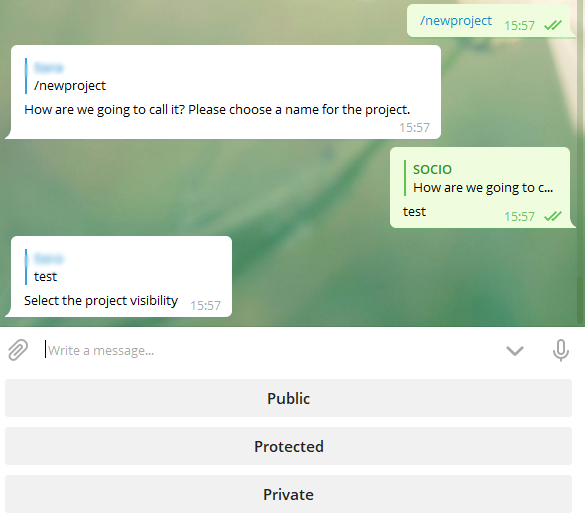 /newproject
15:57
/newproject
How are we going to call it? Please choose a name for the project.
15:57
SOCIO
How are we going to c...
test
15:57
test
Select the project visibility
15:57
Write a message...
Public
Protected
Private